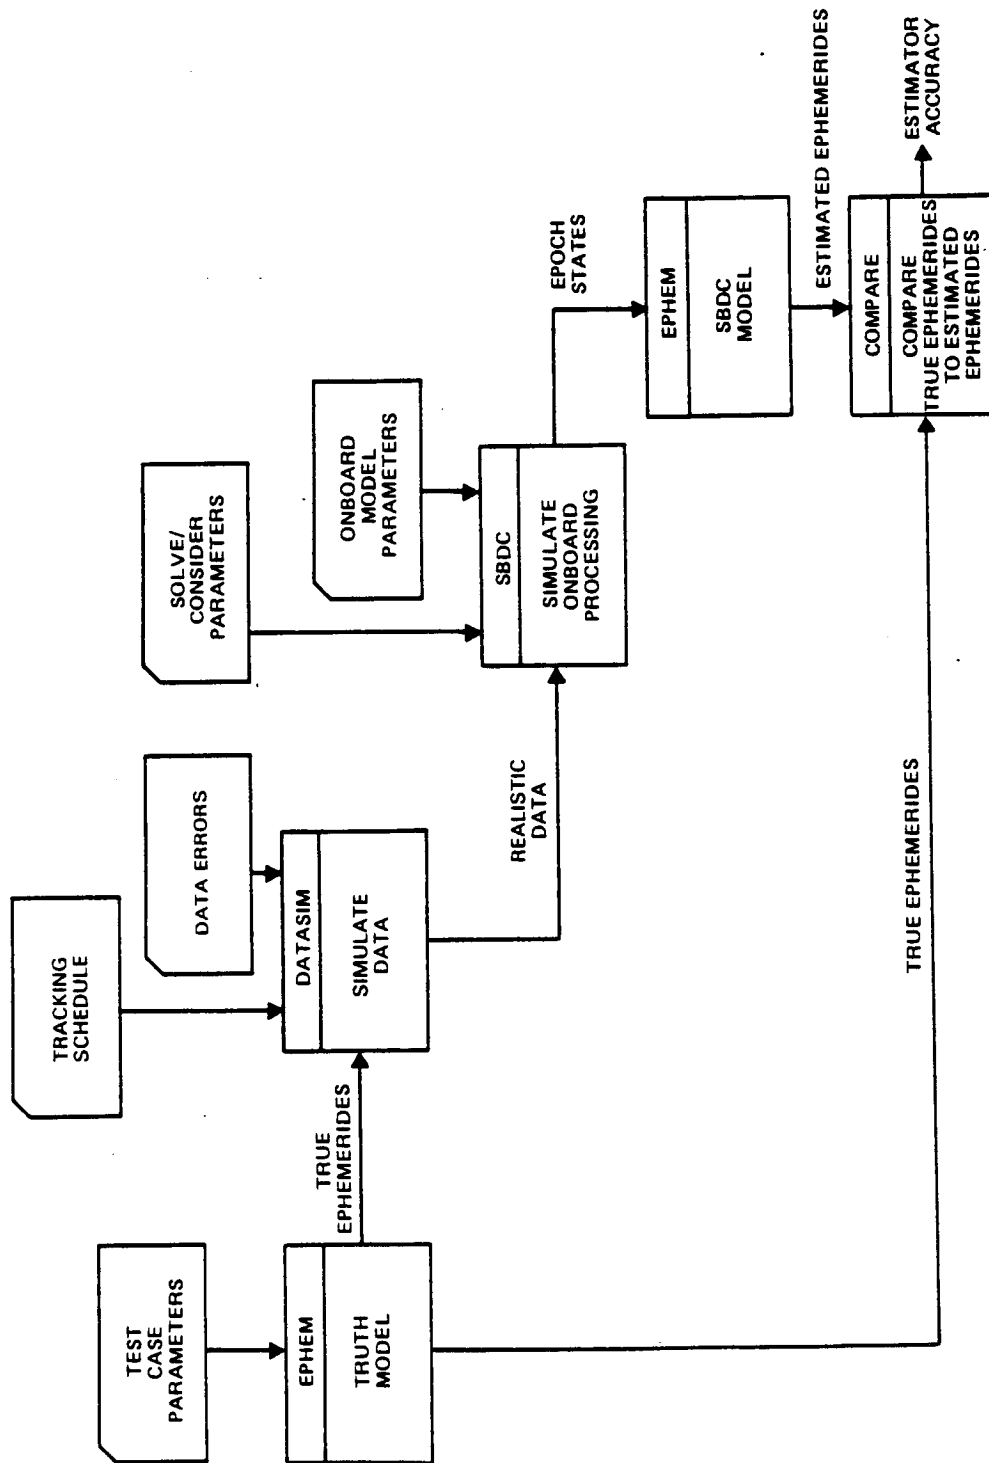 TEST
CASE
PARAMETERS
EPHEM
TRUTH
MODEL
TRUE
EPHEMERIDES
TRACKING
SCHEDULE
DATA ERRORS
DATASIM
SIMULATE
DATA
REALISTIC
DATA
SOLVE/
CONSIDER
PARAMETERS
ONBOARD
MODEL
PARAMETERS
SBDC
SIMULATE
ONBOARD
PROCESSING
EPOCH
STATES
EPHEM
SBDC
MODEL
ESTIMATED EPHEMERIDES
TRUE EPHEMERIDES
COMPARE
COMPARE
TRUE EPHEMERIDES
TO ESTIMATED
EPHEMERIDES
ESTIMATOR
ACCURACY